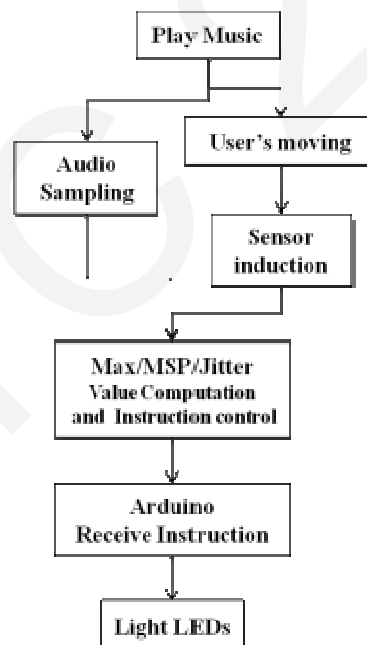 Play Music
Audio
Sampling
User's moving
Sensor
induction
Max/MSP/Jitter
Value Computation
and Instruction control
Arduino
Receive Instruction
Light LEDs